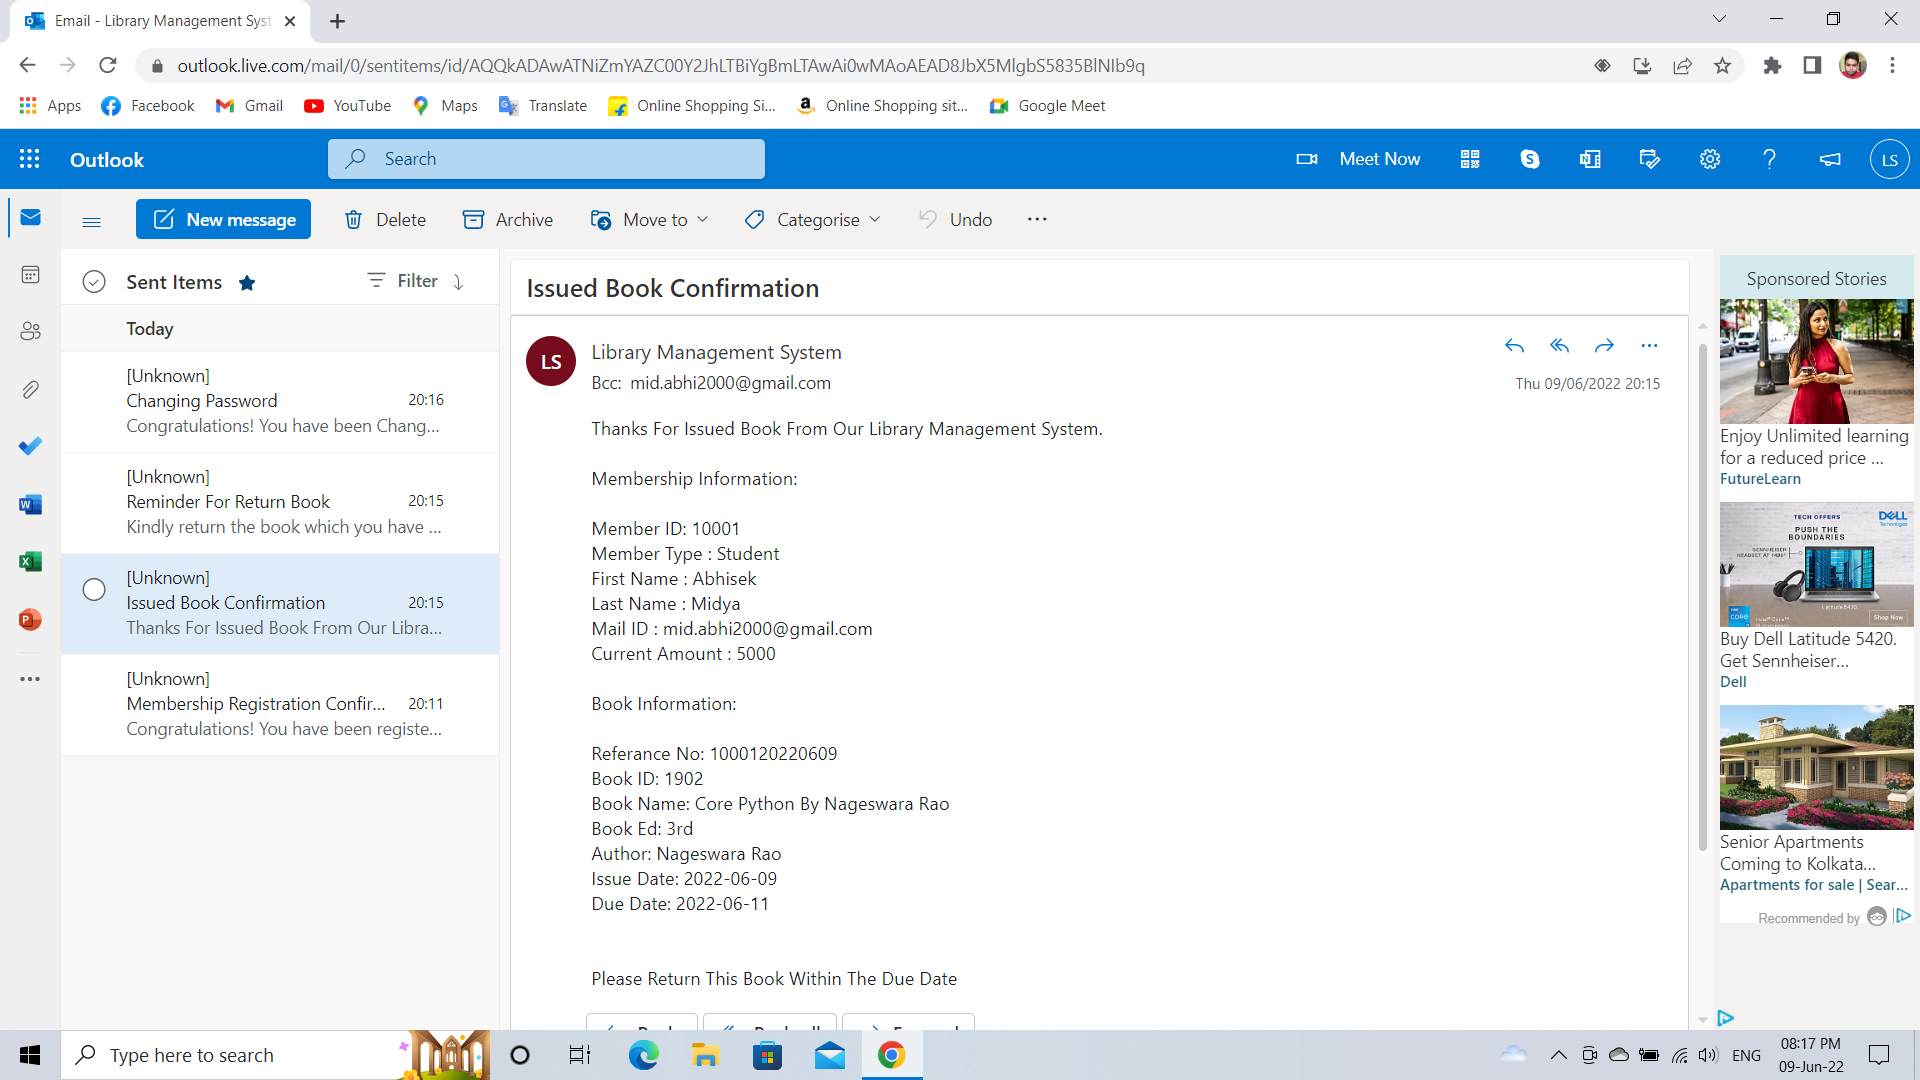 Email - Library Management Syst
outlook.live.com/mail/0/sentitems/id/AQQkADAwATNiZmYAZC00Y2JhLTBiYgBmLTAwAi0wMAoAEAD8JbX5MlgbS5835BlNIb9q
Apps Facebook Gmail YouTube Maps Translate Online Shopping Si... Online Shopping sit... Google Meet
Outlook
Search
Meet Now
LS
New message Delete Archive Move to Categorise Undo
Sent Items
Filter
Today
[Unknown]
Changing Password 20:16
Congratulations! You have been Chang...
[Unknown]
Reminder For Return Book 20:15
Kindly return the book which you have ...
[Unknown]
Issued Book Confirmation 20:15
Thanks For Issued Book From Our Libra...
[Unknown]
Membership Registration Confir... 20:11
Congratulations! You have been registe...
Issued Book Confirmation
LS
Library Management System
Bcc: mid.abhi2000@gmail.com
Thu 09/06/2022 20:15
Thanks For Issued Book From Our Library Management System.
Membership Information:
Member ID: 10001
Member Type : Student
First Name : Abhisek
Last Name : Midya
Mail ID : mid.abhi2000@gmail.com
Current Amount : 5000
Book Information:
Referance No: 1000120220609
Book ID: 1902
Book Name: Core Python By Nageswara Rao
Book Ed: 3rd
Author: Nageswara Rao
Issue Date: 2022-06-09
Due Date: 2022-06-11
Please Return This Book Within The Due Date
Sponsored Stories
Enjoy Unlimited learning
for a reduced price ...
FutureLearn
TECH OFFERS
DELL
Technologies
PUSH THE
BOUNDARIES
Latitude 5430
Shop Now
intel
CORE
Buy Dell Latitude 5420.
Get Sennheiser...
Dell
Senior Apartments
Coming to Kolkata...
Apartments for sale | Sear...
Recommended by
Type here to search
ENG
08:17 PM
09-Jun-22